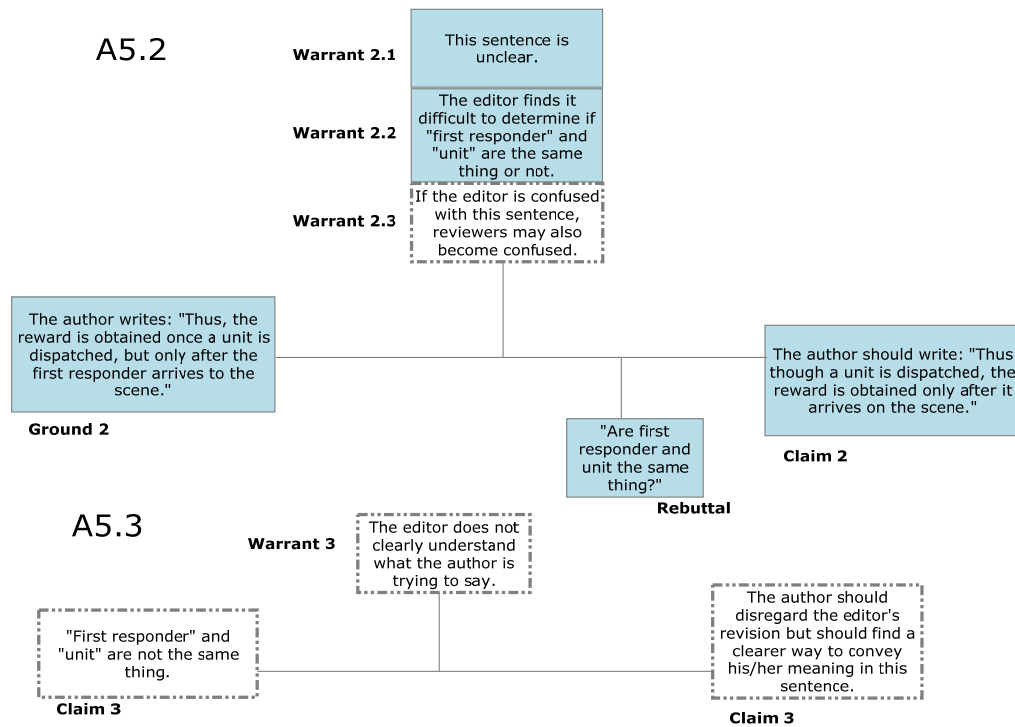 A5.2
Warrant 2.1
This sentence is
unclear.
Warrant 2.2
The editor finds it
difficult to determine if
"first responder" and
"unit" are the same
thing or not.
Warrant 2.3
If the editor is confused
with this sentence,
reviewers may also
become confused.
The author writes: "Thus, the
reward is obtained once a unit is
dispatched, but only after the
first responder arrives to the
scene."
Ground 2
The author should write: "Thus
though a unit is dispatched, the
reward is obtained only after it
arrives on the scene."
Claim 2
"Are first
responder and
unit the same
thing?"
Rebuttal
A5.3
Warrant 3
The editor does not
clearly understand
what the author is
trying to say.
"First responder" and
"unit" are not the same
thing.
Claim 3
The author should
disregard the editor's
revision but should find a
clearer way to convey
his/her meaning in this
sentence.
Claim 3